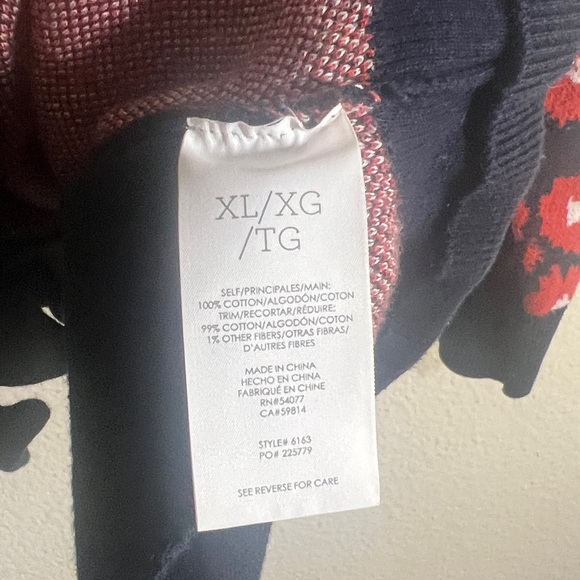 XL/XG
/TG
SELF/PRINCIPALES/MAIN:
100% COTTON/ALGODÓN/COTON
TRIM/RECORTAR/RÉDUIRE:
99% COTTON/ALGODÓN/COTON
1% OTHER FIBERS/OTRAS FIBRAS/
D'AUTRES FIBRES
MADE IN CHINA
HECHO EN CHINA
FABRIQUÉ EN CHINE
RN#54077
CA#59814
STYLE# 6163
PO# 225779
SEE REVERSE FOR CARE